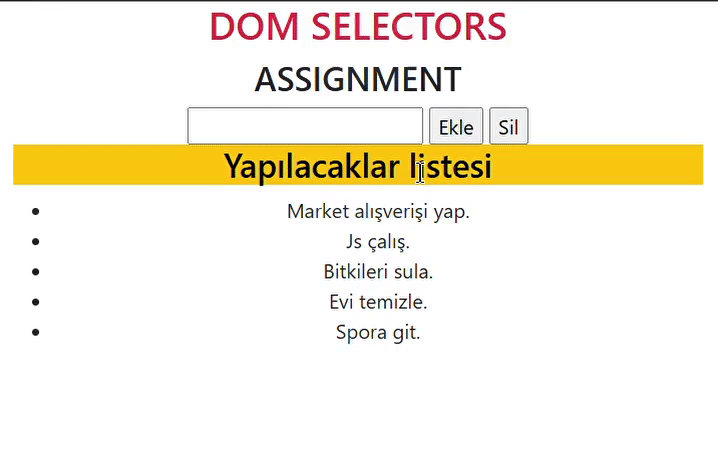 DOM SELECTORS
ASSIGNMENT
Ekle Sil
Yapılacaklar listesi
Market alışverişi yap.
Js çalış.
Bitkileri sula.
Evi temizle.
Spora git.